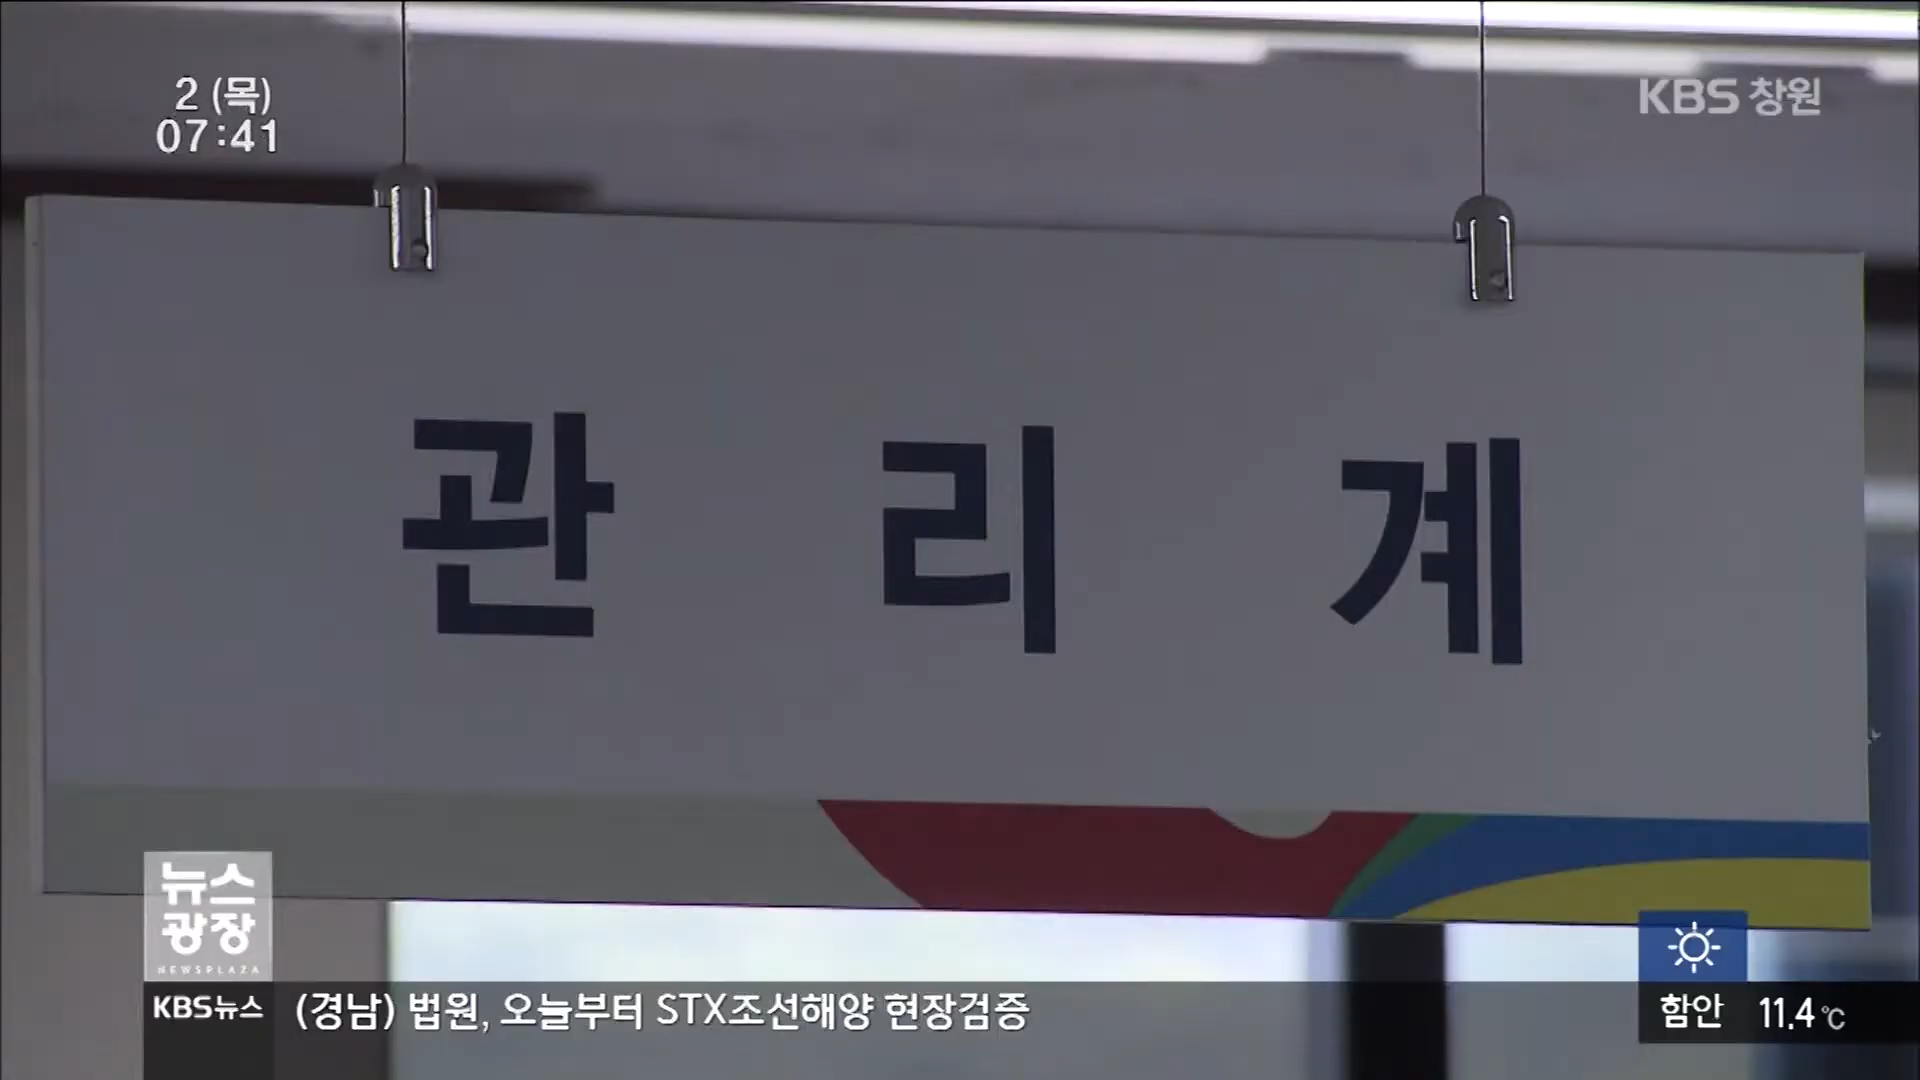 2 (목)
07:41
KBS 창원
관 리 계
뉴스
광장
NEWSPLAZA
KBS뉴스 (경남) 법원, 오늘부터 STX조선해양 현장검증
함안 11.4℃